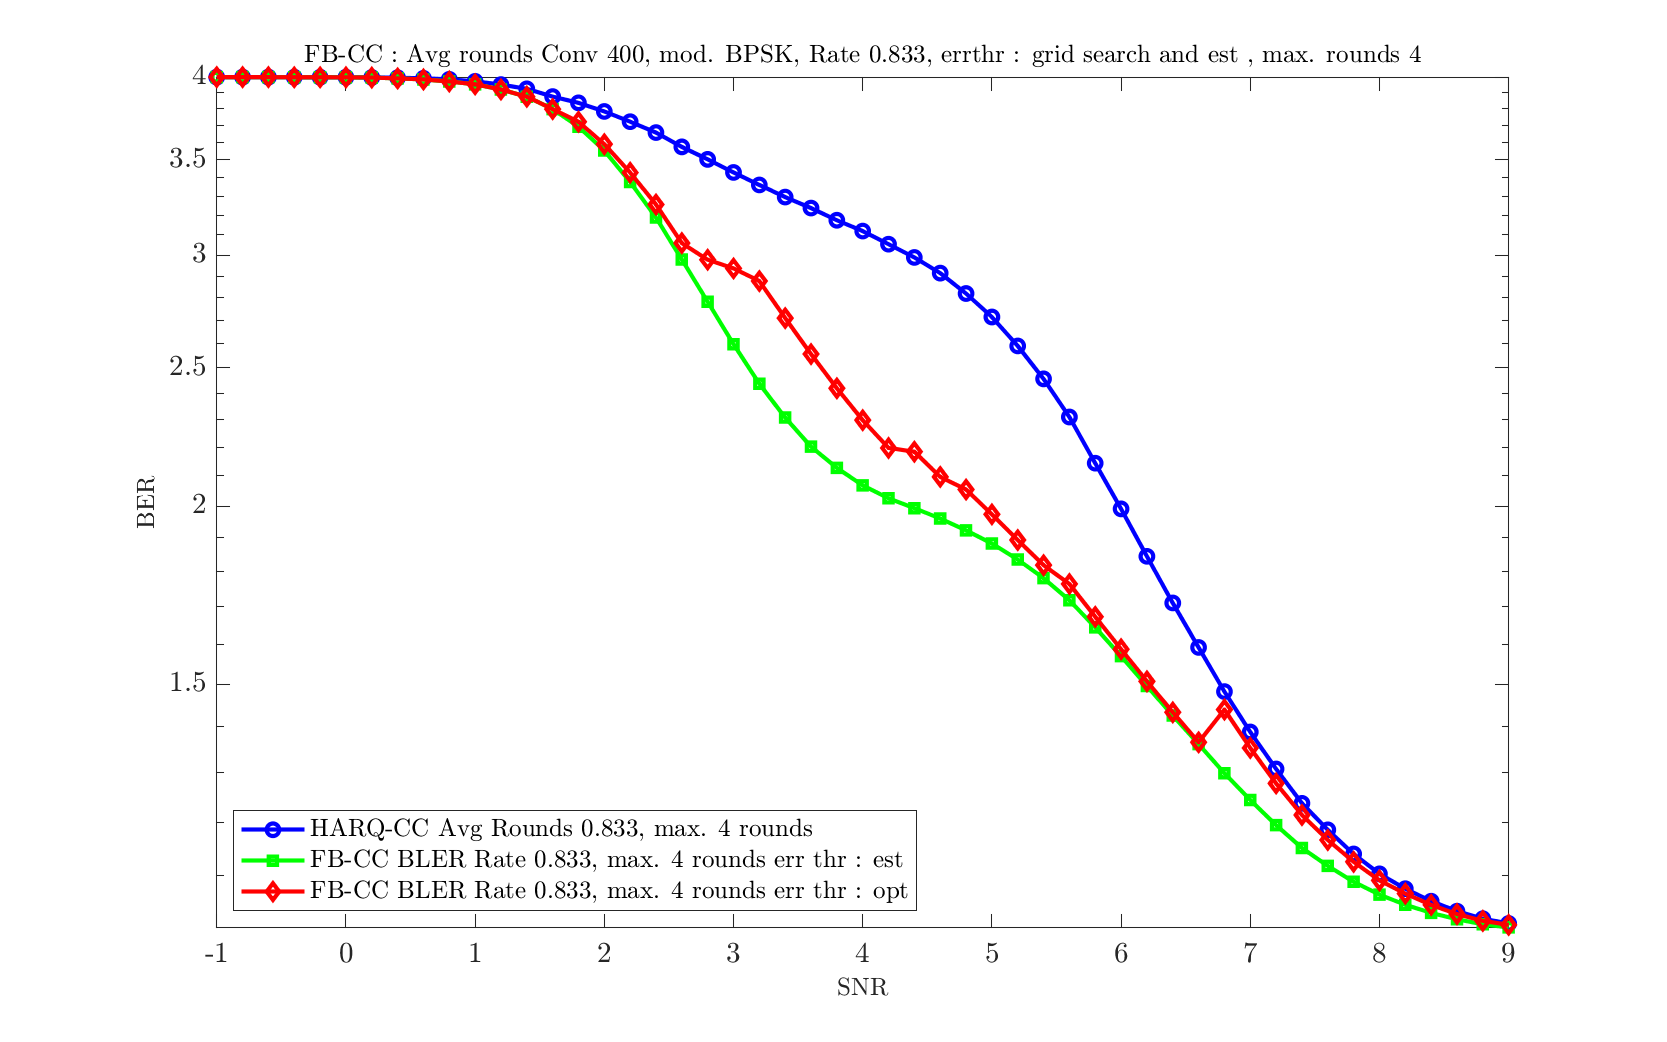 FB-CC : Avg rounds Conv 400, mod. BPSK, Rate 0.833, errthr : grid search and est , max. rounds 4
4
3.5
3
2.5
2
1.5
BER
HARQ-CC Avg Rounds 0.833, max. 4 rounds
FB-CC BLER Rate 0.833, max. 4 rounds err thr : est
FB-CC BLER Rate 0.833, max. 4 rounds err thr : opt
-1 0 1 2 3 4 5 6 7 8 9
SNR